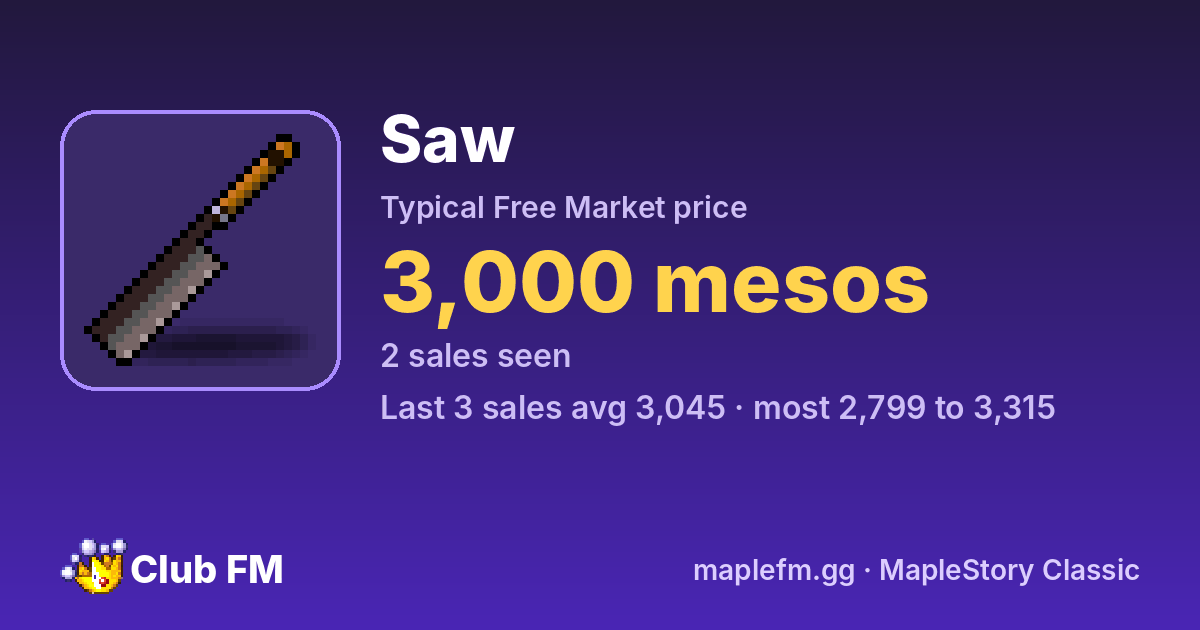 Saw
Typical Free Market price
3,000 mesos
2 sales seen
Last 3 sales avg 3,045 · most 2,799 to 3,315
Club FM
maplefm.gg · MapleStory Classic